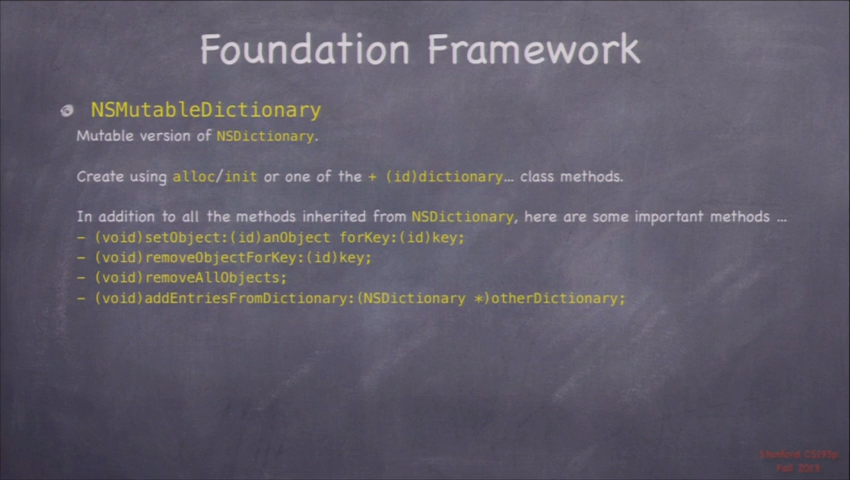 Foundation Framework
NSMutableDictionary
Mutable version of NSDictionary.
Create using alloc/init or one of the + (id)dictionary… class methods.
In addition to all the methods inherited from NSDictionary, here are some important methods …
- (void)setObject:(id)anObject forKey:(id)key;
- (void)removeObjectForKey:(id)key;
- (void)removeAllObjects;
- (void)addEntriesFromDictionary:(NSDictionary *)otherDictionary;
Stanford CS193p
Fall 2013